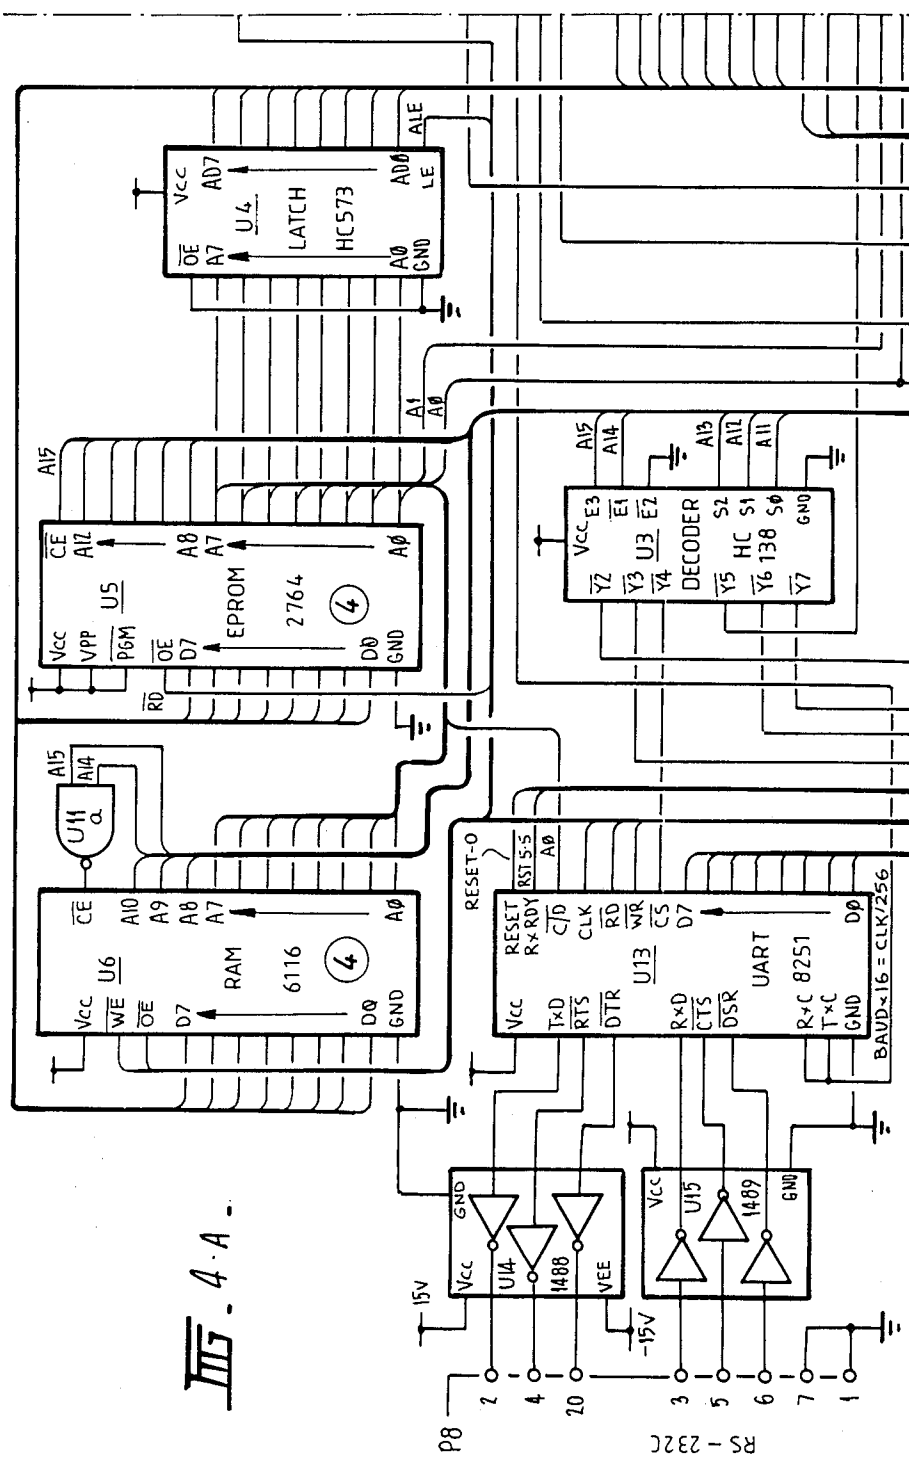 FIG. 4.A.
P8
2
4
20
3
5
6
7
1
RS-232C
15V
Vcc
GND
U14
1488
VEE
-15V
Vcc
U15
1489
GND
U6
RAM
6116
4
Vcc
WE
OE
D7
D0
GND
CE
A10
A9
A8
A7
A0
U11
a
A15
A14
U5
EPROM
2764
4
Vcc
VPP
PGM
OE
D7
D0
GND
RD
CE
A12
A8
A7
A0
A15
A1
A0
U4
LATCH
HC573
Vcc
OE
A7
A0
GND
AD7
AD0
LE
ALE
U13
UART
8251
Vcc
TxD
RTS
DTR
RxD
CTS
DSR
RxC
TxC
GND
RESET
RxRDY
C/D
CLK
RD
WR
CS
D7
D0
RESET-O
RST5.5
A0
BAUD×16=CLK/256
U3
DECODER
HC
138
Vcc
Y2
Y3
Y4
Y5
Y6
Y7
E3
E1
E2
S2
S1
S0
GND
A15
A14
A13
A12
A11